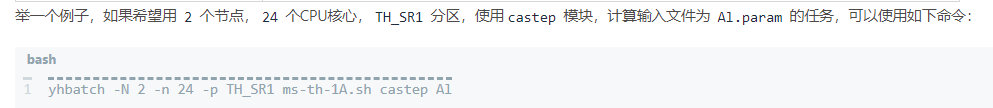 举一个例子，如果希望用 2 个节点，24 个CPU核心， TH_SR1 分区，使用 castep 模块，计算输入文件为 Al.param 的任务，可以使用如下命令：
bash
1 yhbatch -N 2 -n 24 -p TH_SR1 ms-th-1A.sh castep Al